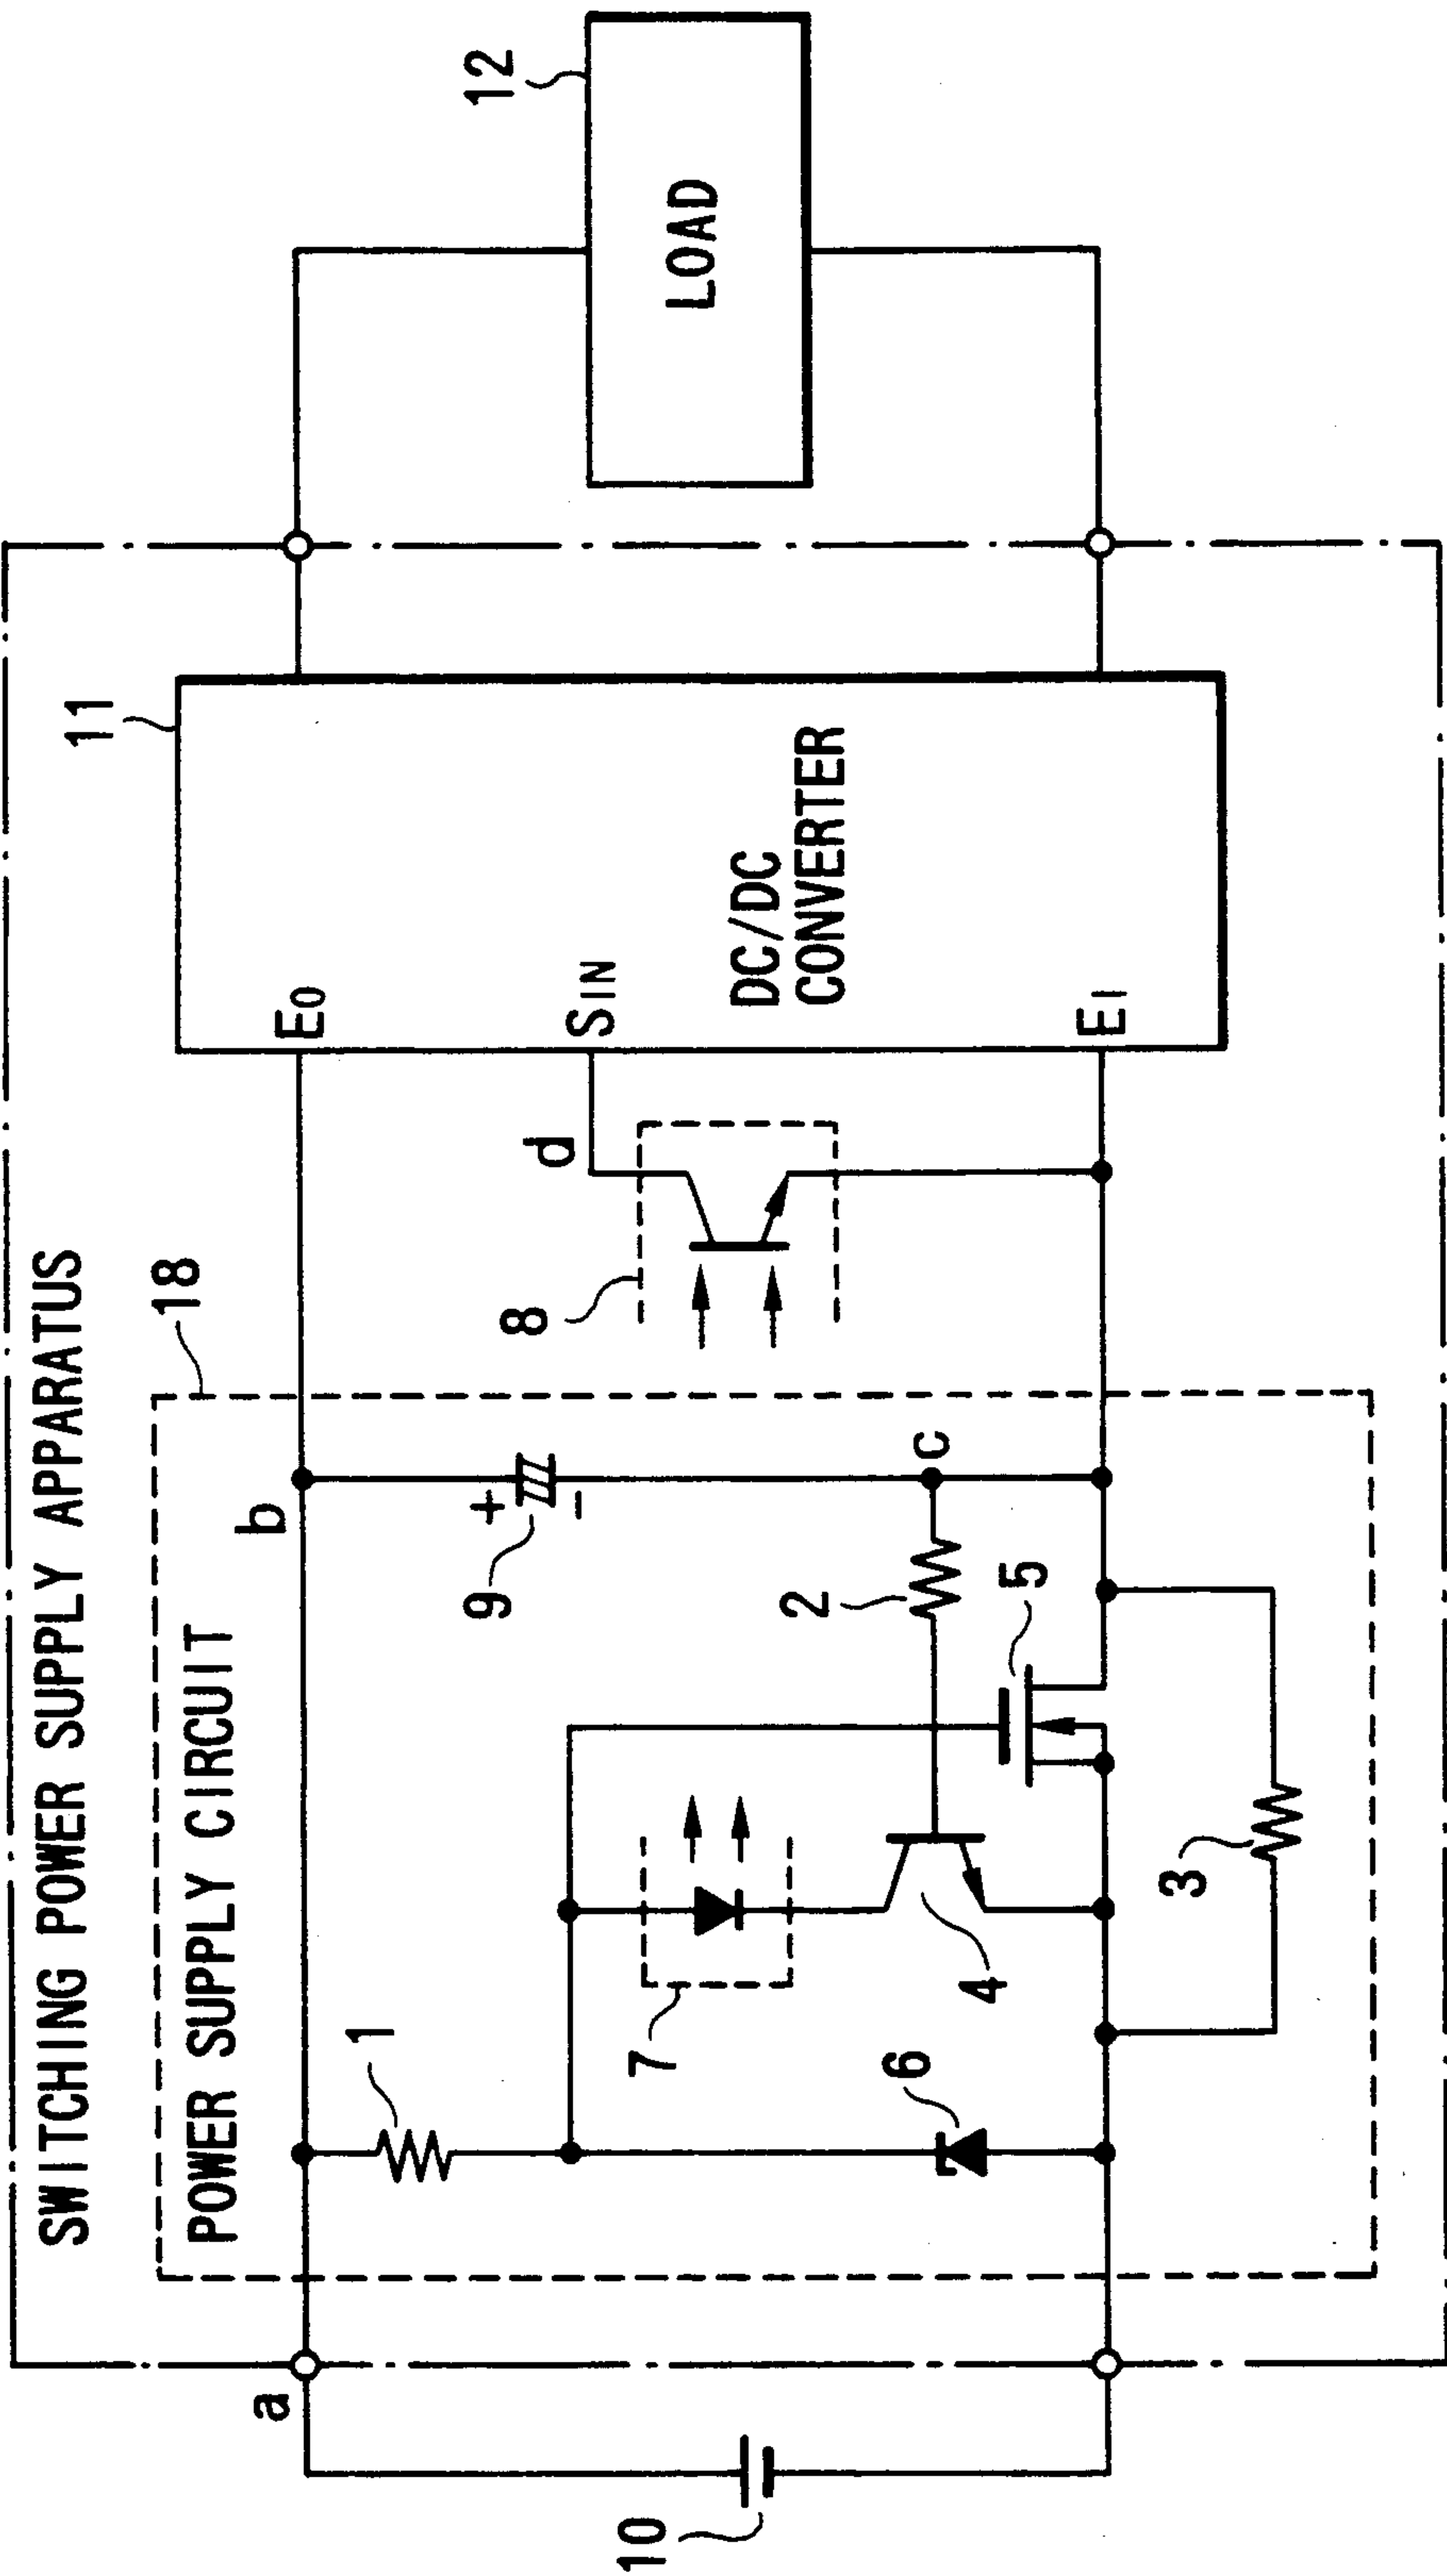 SWITCHING POWER SUPPLY APPARATUS
POWER SUPPLY CIRCUIT
18
11
12
a
b
E0
10
1
7
9
+
-
8
d
SIN
LOAD
DC/DC
CONVERTER
6
4
2
c
5
EI
3